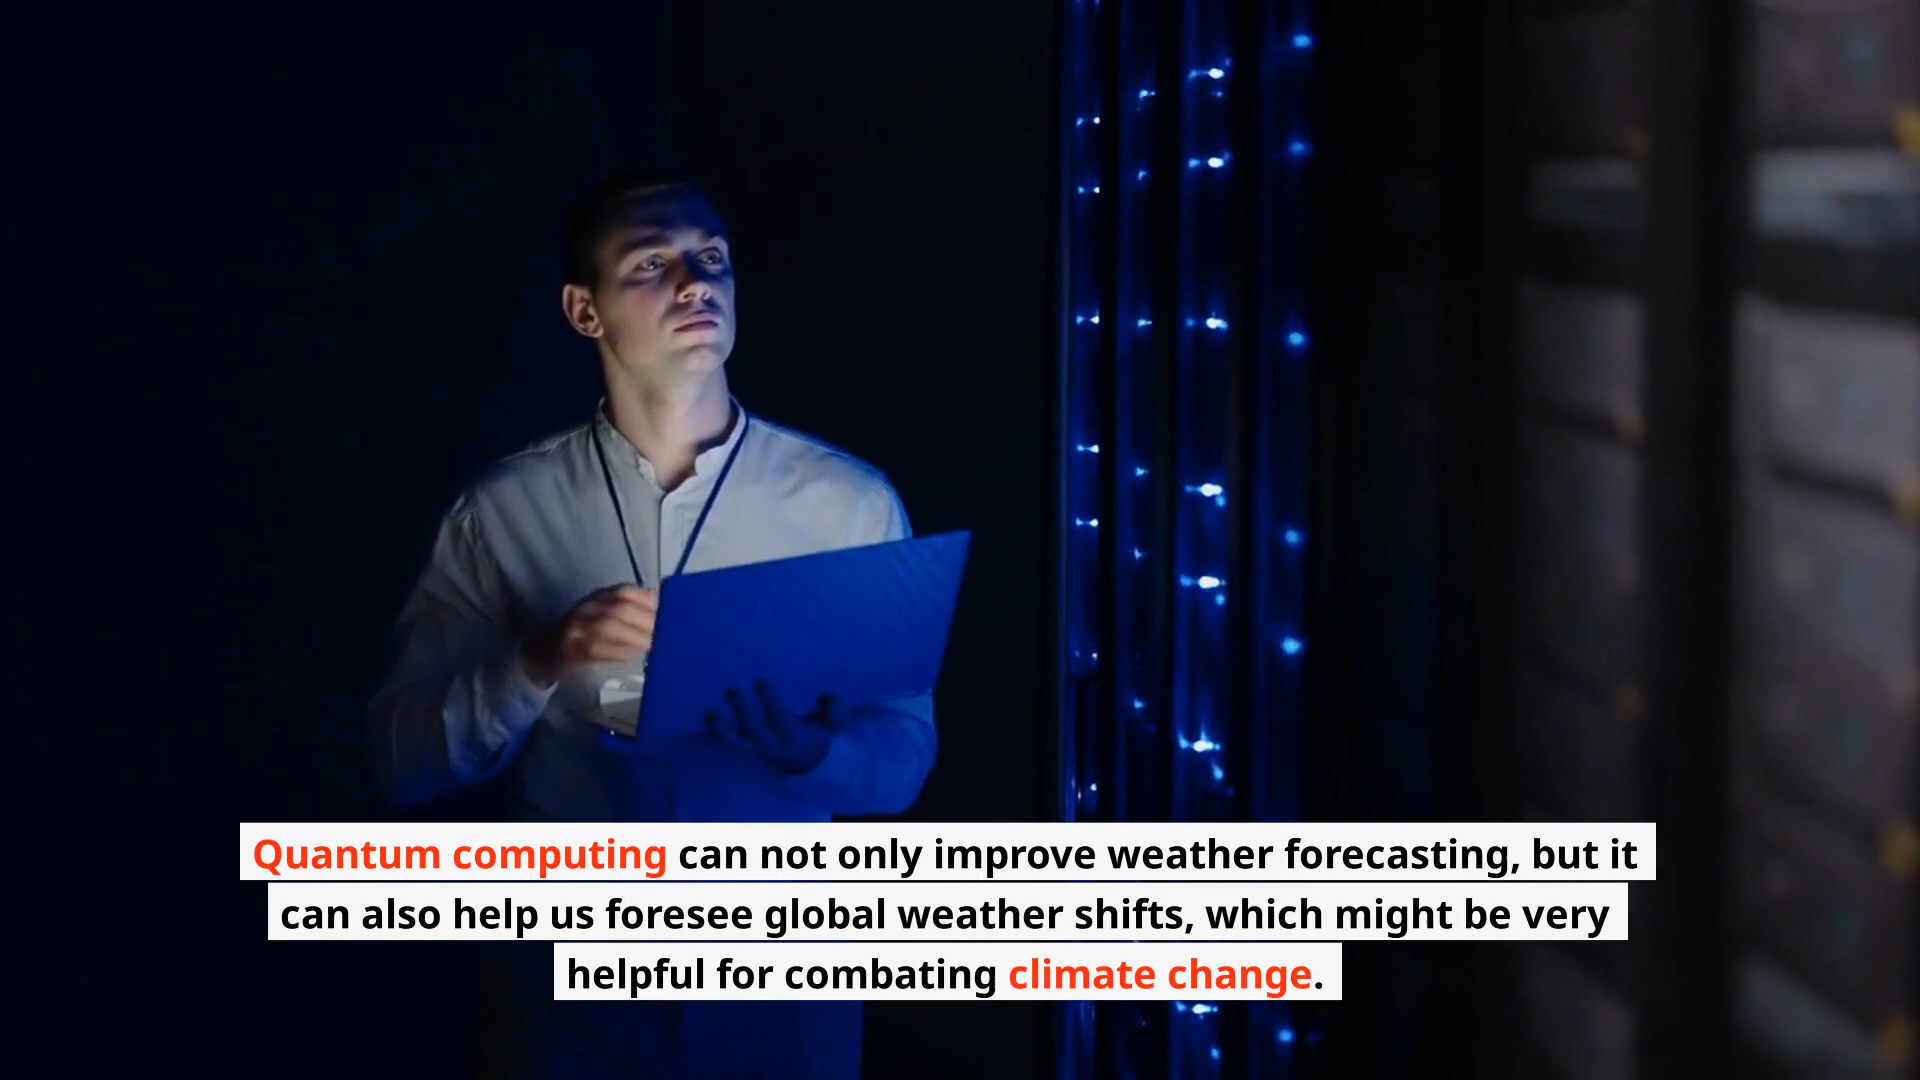 Quantum computing can not only improve weather forecasting, but it
can also help us foresee global weather shifts, which might be very
helpful for combating climate change.